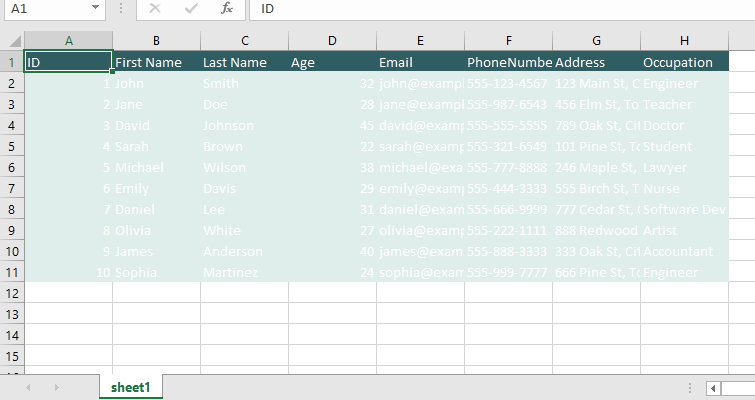 A1 fx ID
A B C D E F G H
1 ID First Name Last Name Age Email PhoneNumbe Address Occupation
2 1 John Smith 32 john@exampl 555-123-4567 123 Main St, C Engineer
3 2 Jane Doe 28 jane@examp 555-987-6543 456 Elm St, To Teacher
4 3 David Johnson 45 david@examp 555-555-5555 789 Oak St, Cit Doctor
5 4 Sarah Brown 22 sarah@examp 555-321-6549 101 Pine St, To Student
6 5 Michael Wilson 38 michael@exa 555-777-8888 246 Maple St, Lawyer
7 6 Emily Davis 29 emily@examp 555-444-3333 555 Birch St, T Nurse
8 7 Daniel Lee 31 daniel@exam 555-666-9999 777 Cedar St, Software Dev
9 8 Olivia White 27 olivia@examp 555-222-1111 888 Redwood Artist
10 9 James Anderson 40 james@exam 555-888-3333 333 Oak St, Cit Accountant
11 10 Sophia Martinez 24 sophia@exam 555-999-7777 666 Pine St, To Engineer
12
13
14
15
sheet1